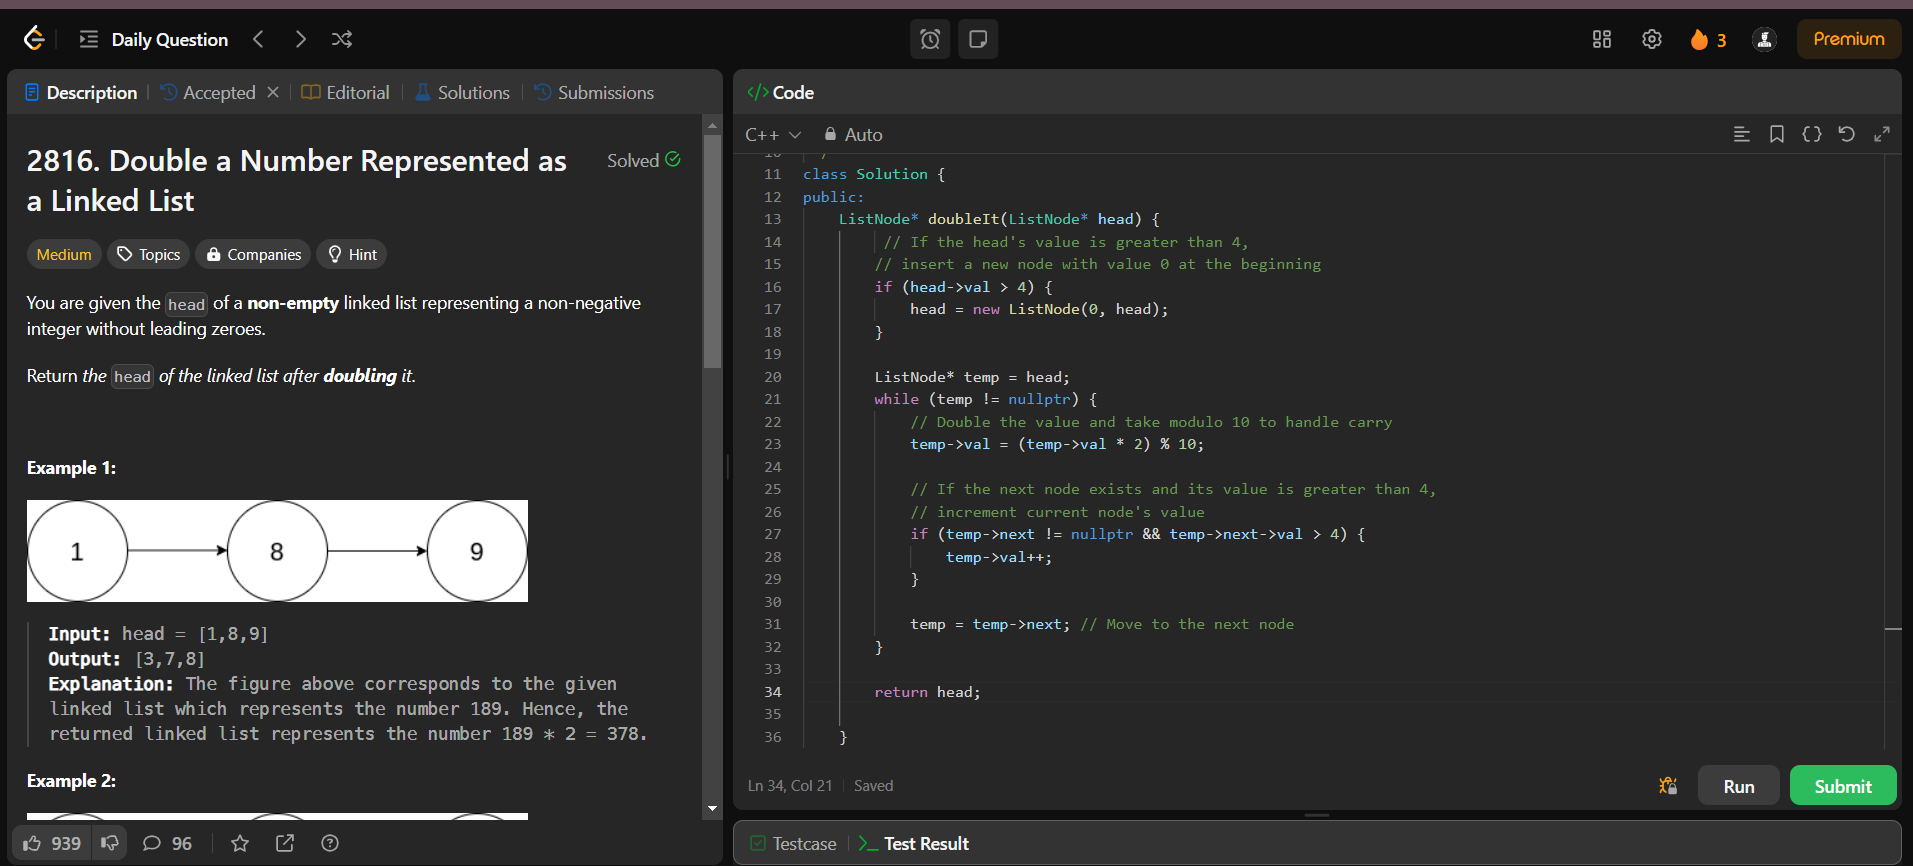 Daily Question
3
Premium
Description
Accepted
Editorial
Solutions
Submissions
2816. Double a Number Represented as
a Linked List
Solved
Medium
Topics
Companies
Hint
You are given the head of a non-empty linked list representing a non-negative
integer without leading zeroes.
Return the head of the linked list after doubling it.
Example 1:
1 8 9
Input: head = [1,8,9]
Output: [3,7,8]
Explanation: The figure above corresponds to the given
linked list which represents the number 189. Hence, the
returned linked list represents the number 189 * 2 = 378.
Example 2:
939
96
</> Code
C++
Auto
11 class Solution {
12 public:
13 ListNode* doubleIt(ListNode* head) {
14 // If the head's value is greater than 4,
15 // insert a new node with value 0 at the beginning
16 if (head->val > 4) {
17 head = new ListNode(0, head);
18 }
19
20 ListNode* temp = head;
21 while (temp != nullptr) {
22 // Double the value and take modulo 10 to handle carry
23 temp->val = (temp->val * 2) % 10;
24
25 // If the next node exists and its value is greater than 4,
26 // increment current node's value
27 if (temp->next != nullptr && temp->next->val > 4) {
28 temp->val++;
29 }
30
31 temp = temp->next; // Move to the next node
32 }
33
34 return head;
35
36 }
Ln 34, Col 21
Saved
Run
Submit
Testcase
Test Result